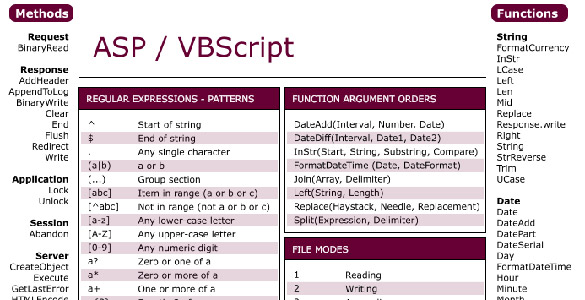 Methods
Request
BinaryRead
Response
AddHeader
AppendToLog
BinaryWrite
Clear
End
Flush
Redirect
Write
Application
Lock
Unlock
Session
Abandon
Server
CreateObject
Execute
GetLastError
HTMLEncode
ASP / VBScript
REGULAR EXPRESSIONS - PATTERNS
^ Start of string
$ End of string
. Any single character
(a|b) a or b
(...) Group section
[abc] Item in range (a or b or c)
[^abc] Not in range (not a or b or c)
[a-z] Any lower-case letter
[A-Z] Any upper-case letter
[0-9] Any numeric digit
a? Zero or one of a
a* Zero or more of a
a+ One or more of a
FUNCTION ARGUMENT ORDERS
DateAdd(Interval, Number, Date)
DateDiff(Interval, Date1, Date2)
InStr(Start, String, Substring, Compare)
FormatDateTime (Date, DateFormat)
Join(Array, Delimiter)
Left(String, Length)
Replace(Haystack, Needle, Replacement)
Split(Expression, Delimiter)
FILE MODES
1 Reading
2 Writing
Functions
String
FormatCurrency
InStr
LCase
Left
Len
Mid
Replace
Response.write
Right
String
StrReverse
Trim
UCase
Date
Date
DateAdd
DatePart
DateSerial
Day
FormatDateTime
Hour
Minute
Month